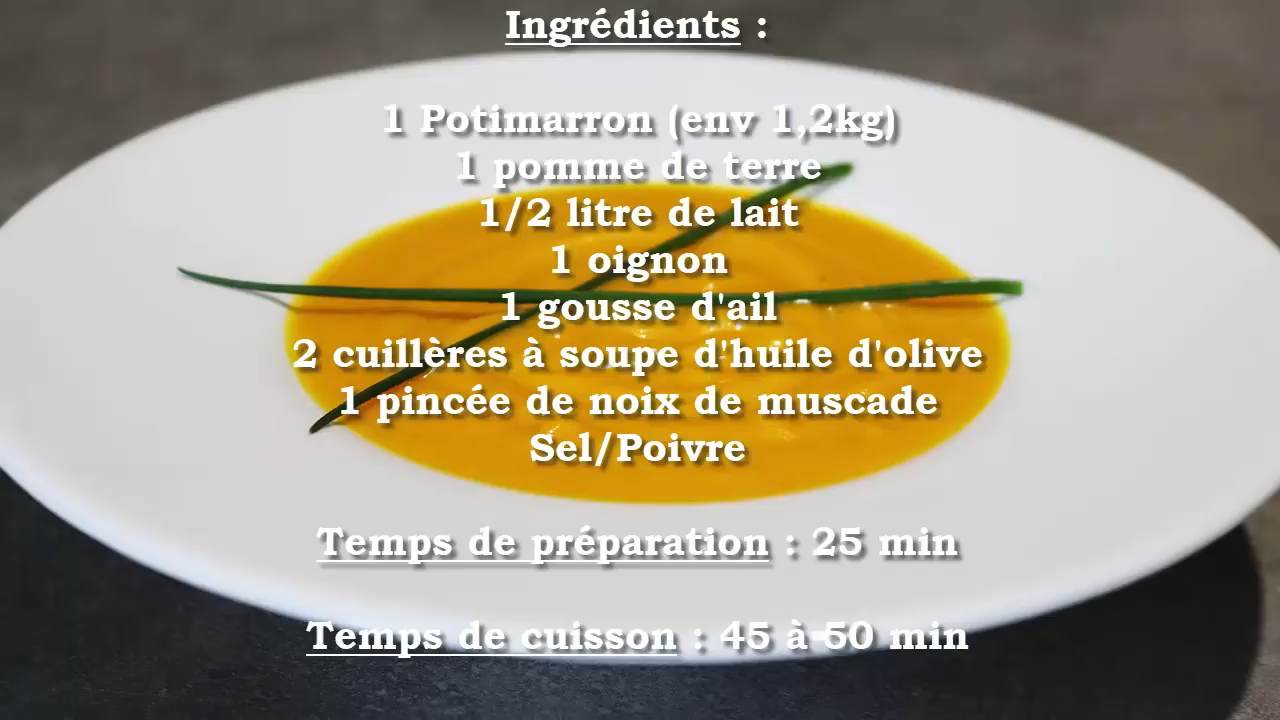 Ingrédients :
1 Potimarron (env 1,2kg)
1 pomme de terre
1/2 litre de lait
1 oignon
1 gousse d'ail
2 cuillères à soupe d'huile d'olive
1 pincée de noix de muscade
Sel/Poivre
Temps de préparation : 25 min
Temps de cuisson : 45 à 50 min